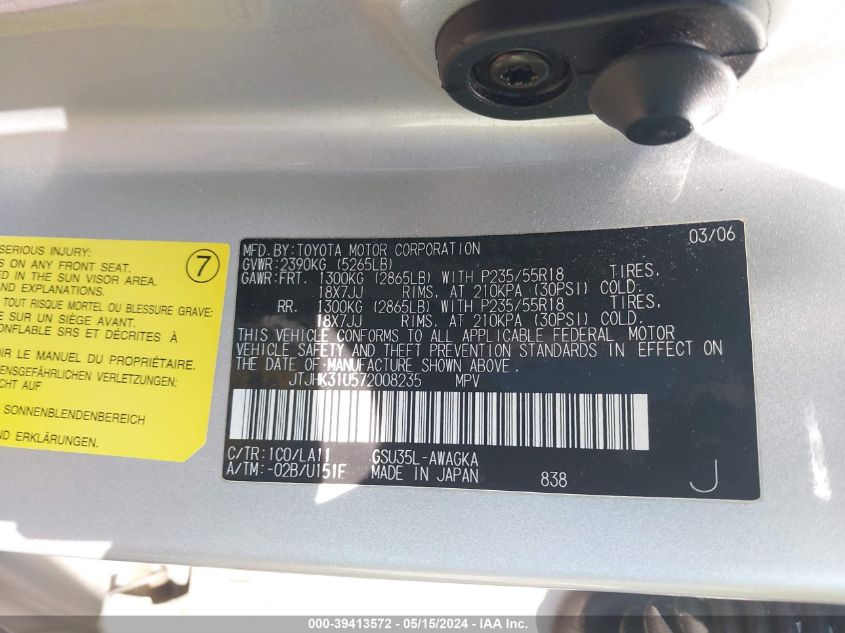 SERIOUS INJURY:
S ON ANY FRONT SEAT.
D IN THE SUN VISOR AREA.
AND EXPLANATIONS.
7
TOUT RISQUE MORTEL OU BLESSURE GRAVE:
E SUR UN SIÈGE AVANT.
ONFLABLE SRS ET DÉCRITES À
IR LE MANUEL DU PROPRIÉTAIRE.
ENSGEFÄHRLICHEN VERLETZUNGEN:
CHT AUF
SONNENBLENDENBEREICH
D ERKLÄRUNGEN.
03/06
MFD.BY:TOYOTA MOTOR CORPORATION
GVWR:2390KG (5265LB)
GAWR:FRT. 1300KG (2865LB) WITH P235/55R18 TIRES,
18X7JJ RIMS, AT 210KPA (30PSI) COLD.
RR. 1300KG (2865LB) WITH P235/55R18 TIRES,
18X7JJ RIMS, AT 210KPA (30PSI) COLD.
THIS VEHICLE CONFORMS TO ALL APPLICABLE FEDERAL MOTOR
VEHICLE SAFETY AND THEFT PREVENTION STANDARDS IN EFFECT ON
THE DATE OF MANUFACTURE SHOWN ABOVE.
JTJHK31U572008235 MPV
C/TR:1C0/LA11 GSU35L-AWAGKA
A/TM:-02B/U151F MADE IN JAPAN 838 J
000-39413572 - 05/15/2024 - IAA Inc.